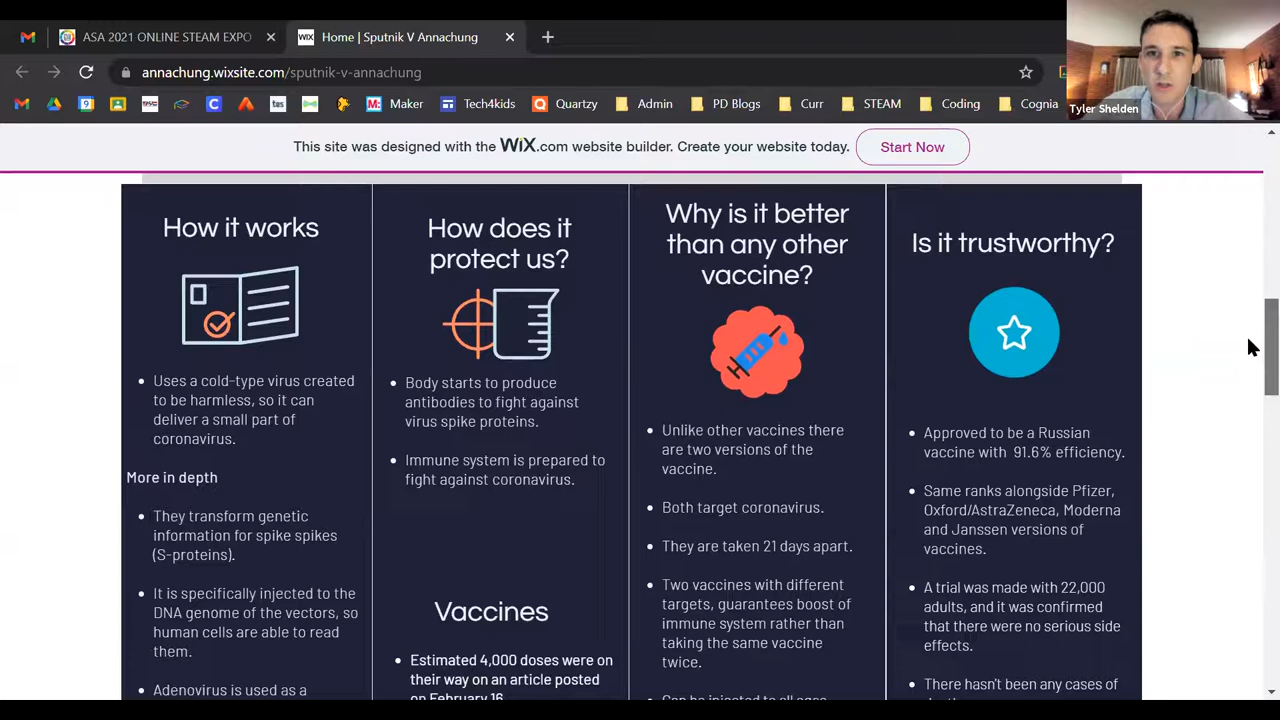 ASA 2021 ONLINE STEAM EXPO
WIX Home | Sputnik V Annachung
annachung.wixsite.com/sputnik-v-annachung
Tyler Shelden
Maker
Tech4kids
Quartzy
Admin
PD Blogs
Curr
STEAM
Coding
Cognia
This site was designed with the WiX.com website builder. Create your website today.
Start Now
How it works
Uses a cold-type virus created
to be harmless, so it can
deliver a small part of
coronavirus.
More in depth
They transform genetic
information for spike spikes
(S-proteins).
It is specifically injected to the
DNA genome of the vectors, so
human cells are able to read
them.
Adenovirus is used as a
How does it
protect us?
Body starts to produce
antibodies to fight against
virus spike proteins.
Immune system is prepared to
fight against coronavirus.
Vaccines
Estimated 4,000 doses were on
their way on an article posted
on February 16
Why is it better
than any other
vaccine?
Unlike other vaccines there
are two versions of the
vaccine.
Both target coronavirus.
They are taken 21 days apart.
Two vaccines with different
targets, guarantees boost of
immune system rather than
taking the same vaccine
twice.
Can be injected to all ages
Is it trustworthy?
Approved to be a Russian
vaccine with 91.6% efficiency.
Same ranks alongside Pfizer,
Oxford/AstraZeneca, Moderna
and Janssen versions of
vaccines.
A trial was made with 22,000
adults, and it was confirmed
that there were no serious side
effects.
There hasn't been any cases of